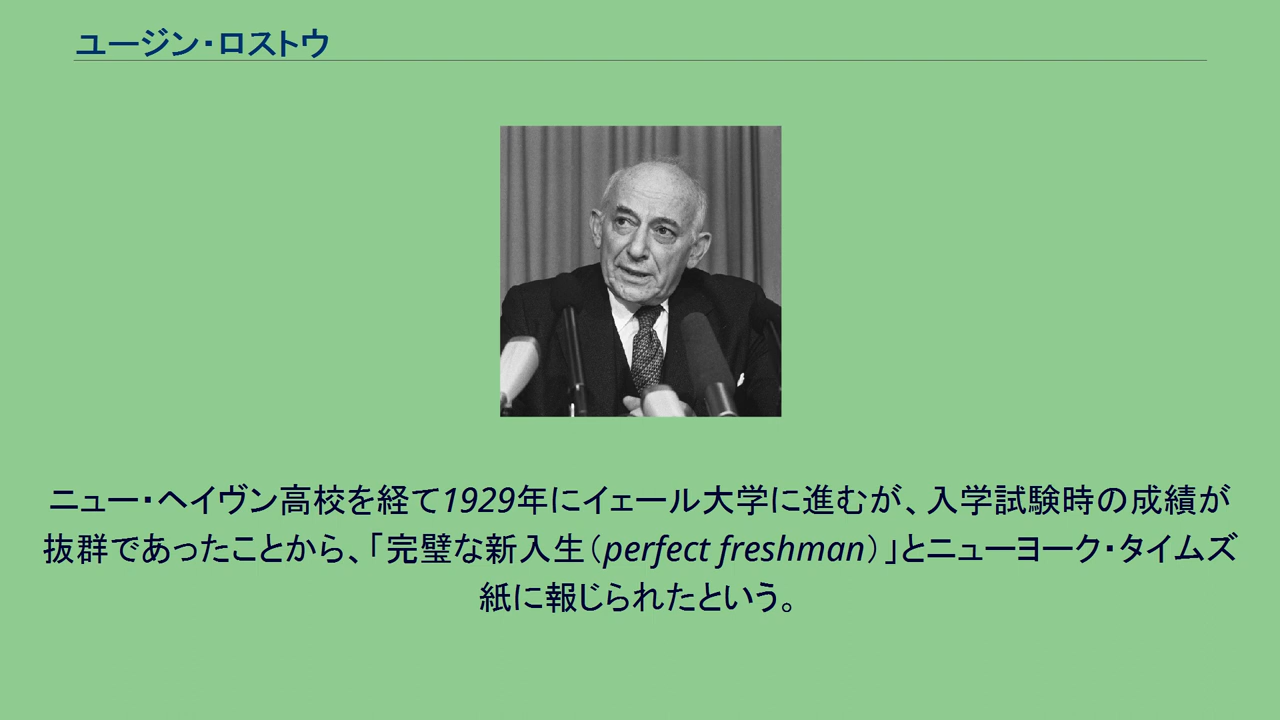 ユージン・ロストウ
ニュー・ヘイヴン高校を経て1929年にイェール大学に進むが、入学試験時の成績が
抜群であったことから、「完璧な新入生（perfect freshman）」とニューヨーク・タイムズ
紙に報じられたという。